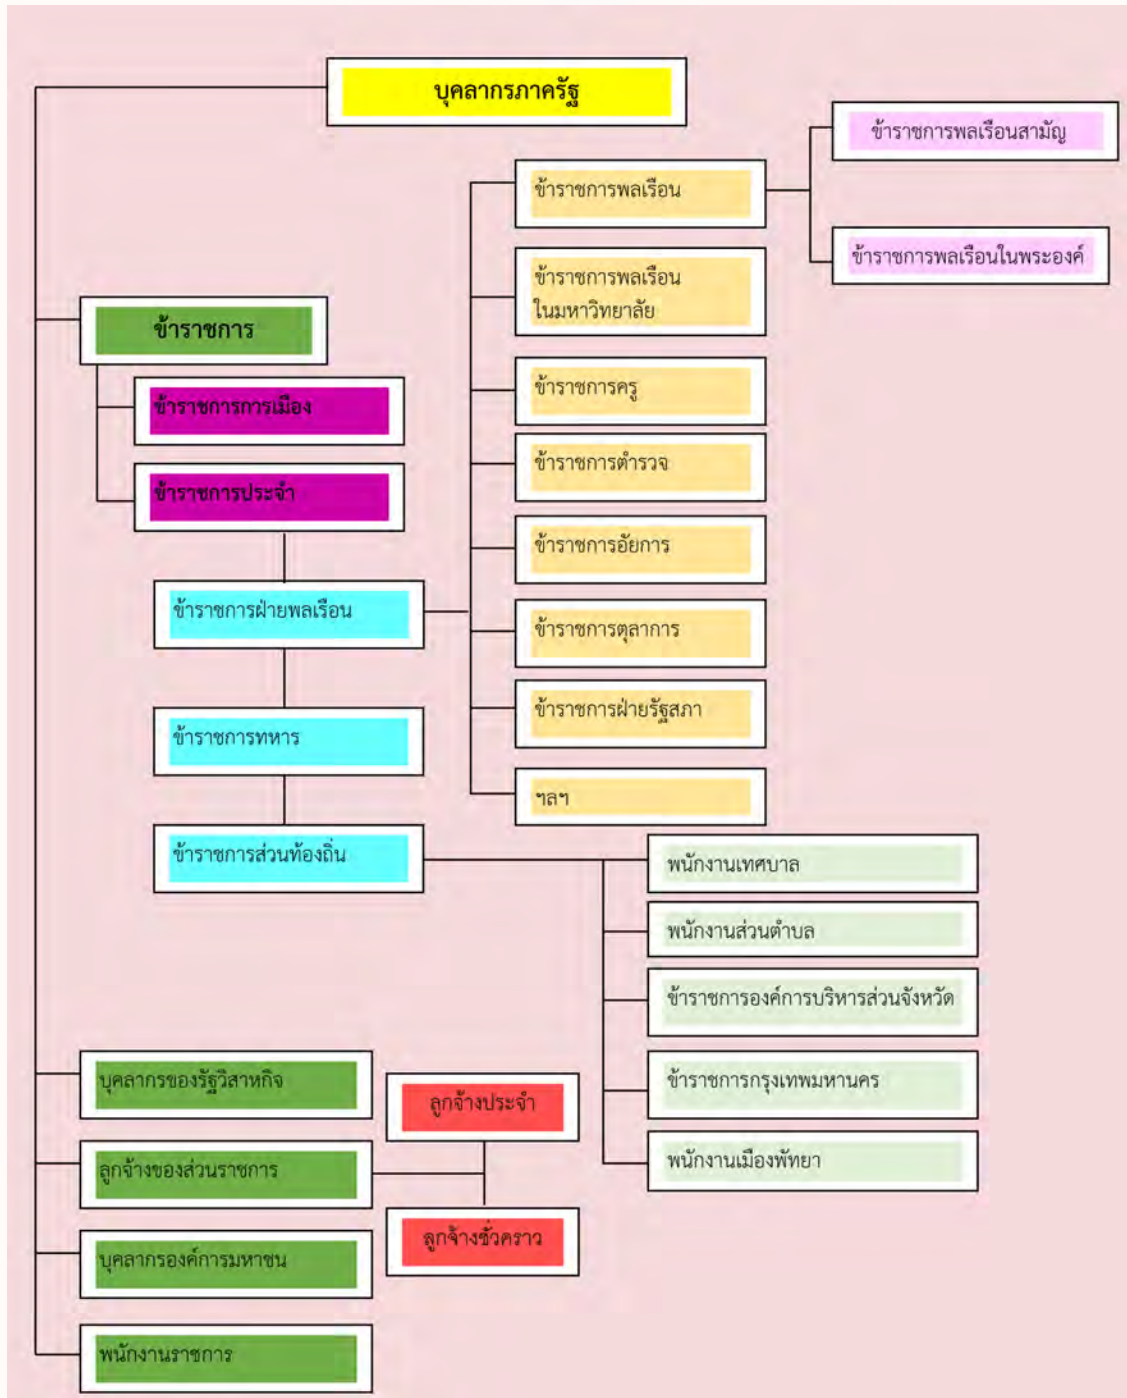 บุคลากรภาครัฐ
ข้าราชการพลเรือนสามัญ
ข้าราชการพลเรือน
ข้าราชการพลเรือนในพระองค์
ข้าราชการพลเรือน
ในมหาวิทยาลัย
ข้าราชการ
ข้าราชการครู
ข้าราชการการเมือง
ข้าราชการตำรวจ
ข้าราชการประจำ
ข้าราชการอัยการ
ข้าราชการฝ่ายพลเรือน
ข้าราชการตุลาการ
ข้าราชการฝ่ายรัฐสภา
ข้าราชการทหาร
ฯลฯ
ข้าราชการส่วนท้องถิ่น
พนักงานเทศบาล
พนักงานส่วนตำบล
ข้าราชการองค์การบริหารส่วนจังหวัด
ข้าราชการกรุงเทพมหานคร
พนักงานเมืองพัทยา
บุคลากรของรัฐวิสาหกิจ
ลูกจ้างประจำ
ลูกจ้างของส่วนราชการ
ลูกจ้างชั่วคราว
บุคลากรองค์การมหาชน
พนักงานราชการ